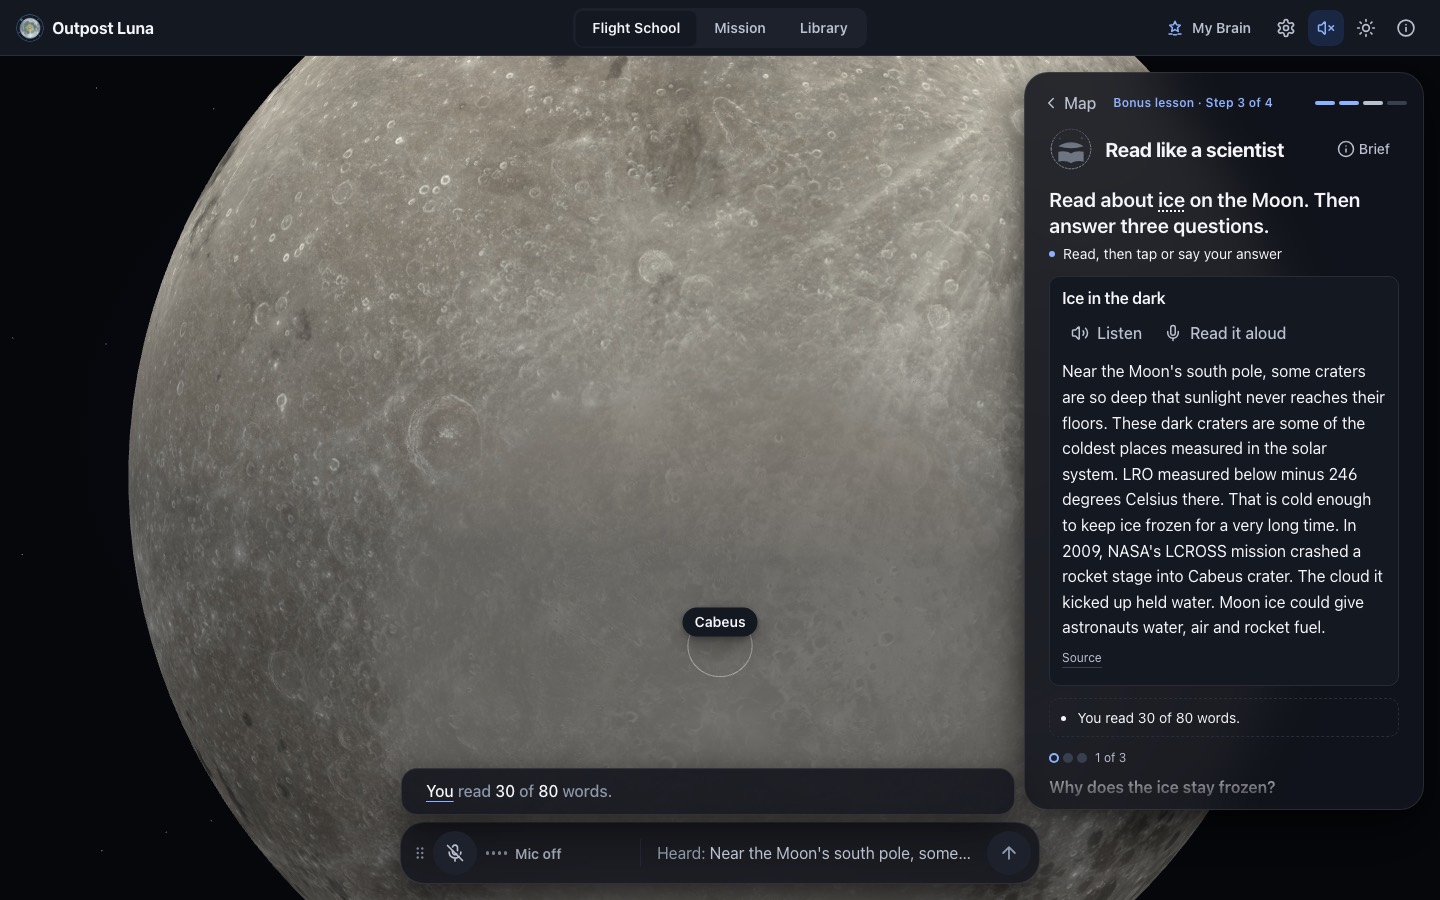 Outpost Luna
Flight School
Mission
Library
My Brain
Map
Bonus lesson · Step 3 of 4
Read like a scientist
Brief
Read about ice on the Moon. Then
answer three questions.
Read, then tap or say your answer
Ice in the dark
Listen
Read it aloud
Near the Moon's south pole, some craters
are so deep that sunlight never reaches their
floors. These dark craters are some of the
coldest places measured in the solar
system. LRO measured below minus 246
degrees Celsius there. That is cold enough
to keep ice frozen for a very long time. In
2009, NASA's LCROSS mission crashed a
rocket stage into Cabeus crater. The cloud it
kicked up held water. Moon ice could give
astronauts water, air and rocket fuel.
Source
You read 30 of 80 words.
1 of 3
Why does the ice stay frozen?
Cabeus
You read 30 of 80 words.
Mic off
Heard: Near the Moon's south pole, some...